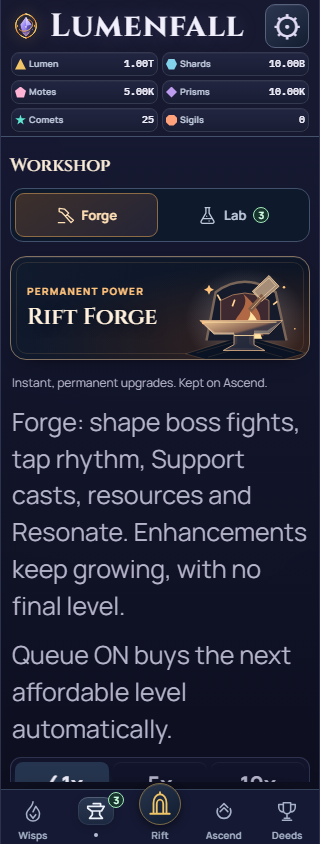 LUMENFALL
Lumen 1.00T
Shards 10.00B
Motes 5.00K
Prisms 10.00K
Comets 25
Sigils 0
WORKSHOP
Forge
Lab 3
PERMANENT POWER
RIFT FORGE
Instant, permanent upgrades. Kept on Ascend.
Forge: shape boss fights,
tap rhythm, Support
casts, resources and
Resonate. Enhancements
keep growing, with no
final level.
Queue ON buys the next
affordable level
automatically.
3
Wisps
Rift
Ascend
Deeds